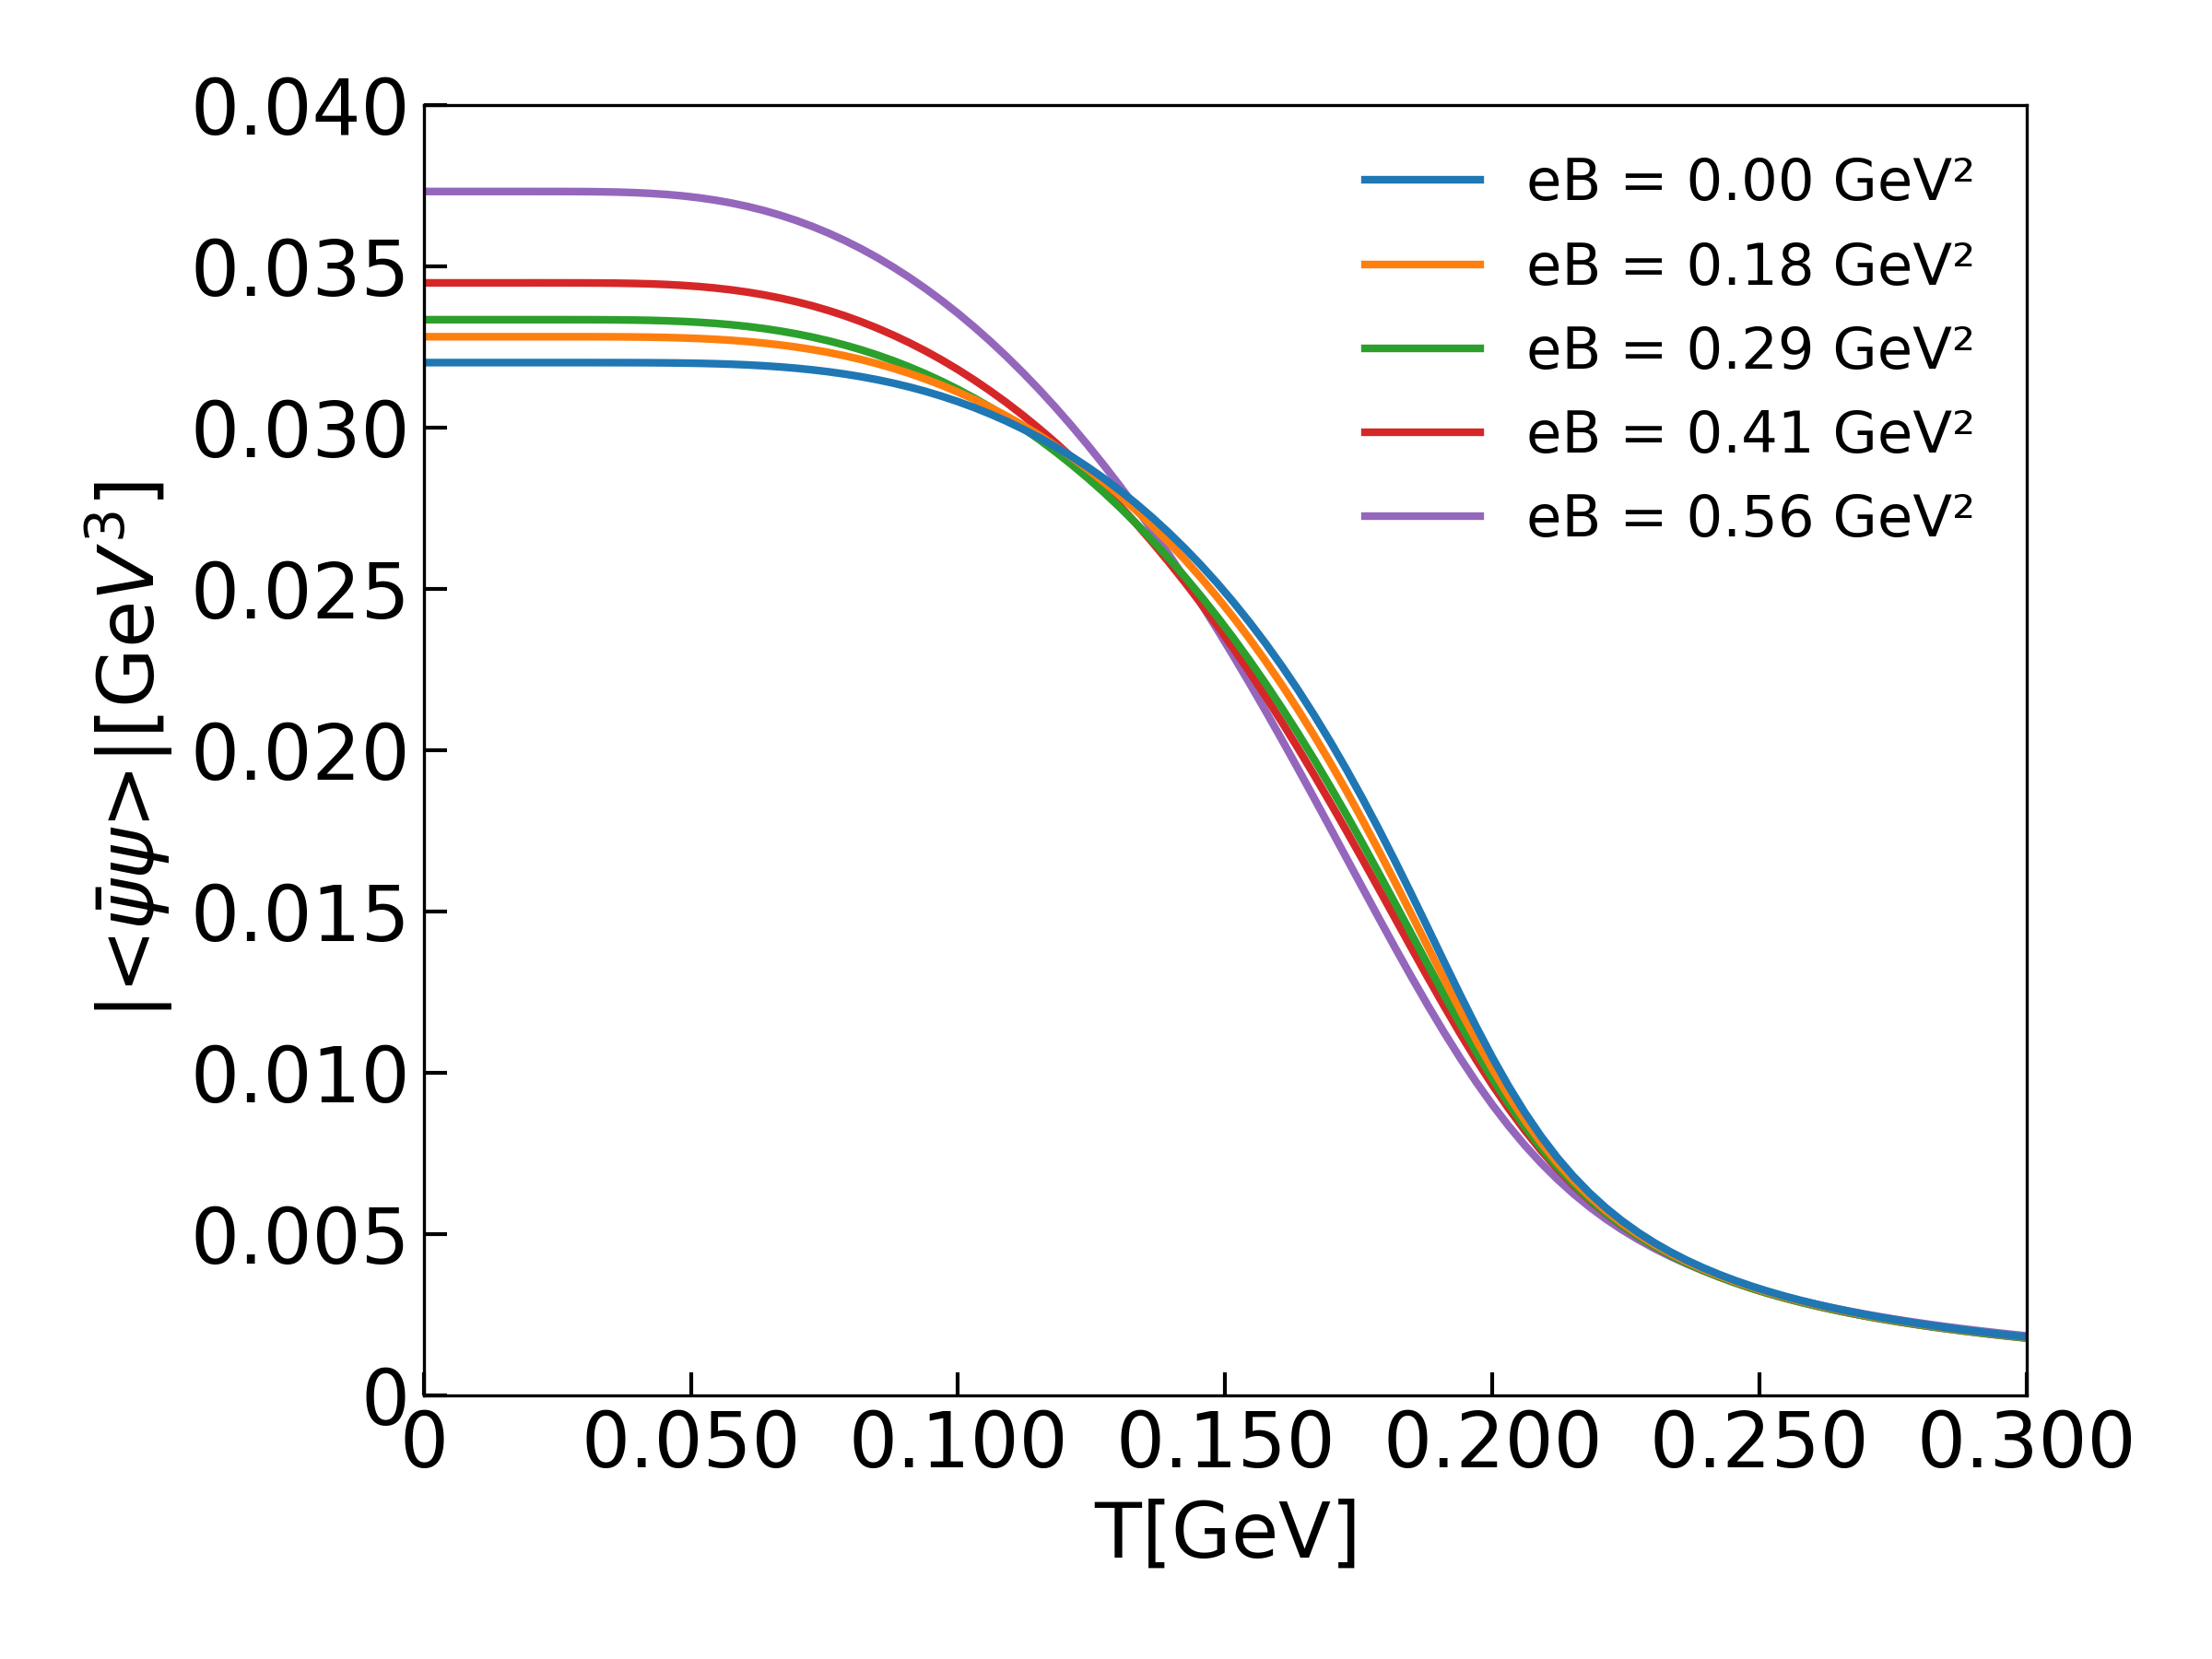 0.040
0.035
0.030
0.025
0.020
0.015
0.010
0.005
0
|<ψ̄ψ>|[GeV³]
eB = 0.00 GeV²
eB = 0.18 GeV²
eB = 0.29 GeV²
eB = 0.41 GeV²
eB = 0.56 GeV²
0 0.050 0.100 0.150 0.200 0.250 0.300
T[GeV]